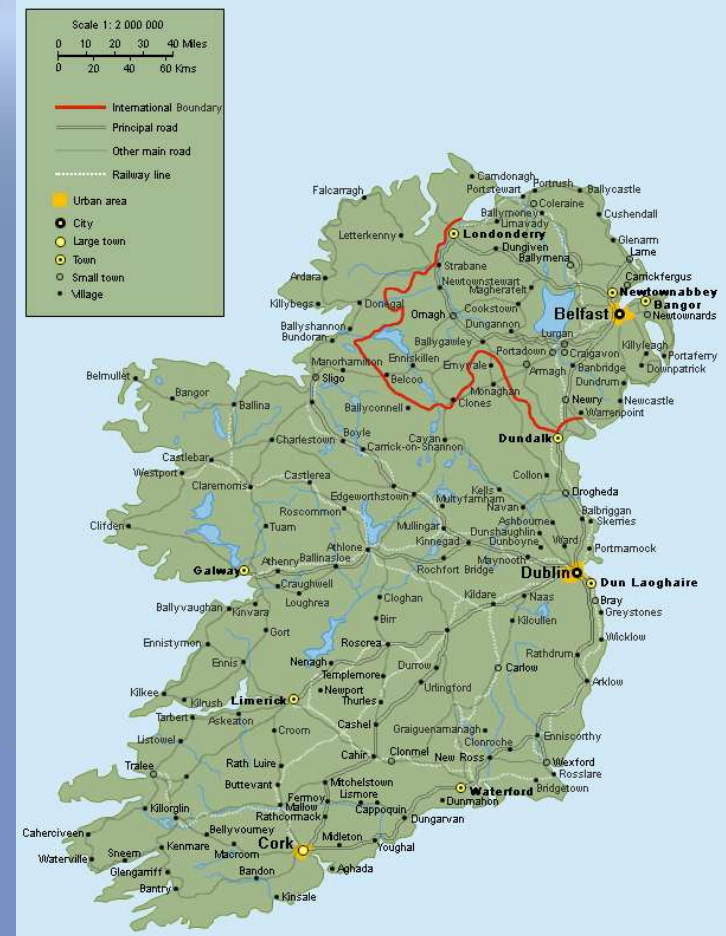 Scale 1: 2 000 000
0 10 20 30 40 Miles
0 20 40 60 Kms
International Boundary
Principal road
Other main road
Railway line
Urban area
City
Large town
Town
Small town
Village
Carndonagh
Portrush
Ballycastle
Falcarragh
Portstewart
Coleraine
Ballymoney
Cushendall
Limavady
Letterkenny
Londonderry
Glenarm
Dungiven
Larne
Ballymena
Strabane
Ardara
Newtownstewart
Carrickfergus
Magherafelt
Newtownabbey
Killybegs
Donegal
Bangor
Cookstown
Omagh
Belfast
Newtownards
Ballyshannon
Dungannon
Bundoran
Ballygawley
Lurgan
Killyleagh
Portadown
Craigavon
Portaferry
Manorhamilton
Enniskillen
Emyvale
Armagh
Banbridge
Downpatrick
Belmullet
Sligo
Belcoo
Monaghan
Dundrum
Bangor
Ballina
Ballyconnell
Clones
Newry
Newcastle
Warrenpoint
Boyle
Charlestown
Cavan
Dundalk
Carrick-on-Shannon
Castlebar
Westport
Castlerea
Collon
Claremorris
Edgeworthstown
Kells
Drogheda
Multyfarnham
Roscommon
Navan
Balbriggan
Clifden
Tuam
Mullingar
Ashbourne
Skerries
Dunshaughlin
Kinnegad
Dunboyne
Ward
Athlone
Portmarnock
Athenry
Ballinasloe
Maynooth
Galway
Rochfort Bridge
Dublin
Craughwell
Dun Laoghaire
Ballyvaughan
Kinvara
Loughrea
Cloghan
Kildare
Naas
Bray
Birr
Greystones
Gort
Kilcullen
Ennistymon
Roscrea
Wicklow
Ennis
Nenagh
Durrow
Carlow
Rathdrum
Templemore
Kilkee
Newport
Urlingford
Arklow
Kilrush
Limerick
Thurles
Tarbert
Askeaton
Cashel
Croom
Graiguenamanagh
Listowel
Enniscorthy
Clonroche
Tralee
Rath Luire
Cahir
Clonmel
New Ross
Wexford
Rosslare
Buttevant
Mitchelstown
Waterford
Bridgetown
Killorglin
Fermoy
Lismore
Dunmahon
Mallow
Cappoquin
Rathcormack
Dungarvan
Caherciveen
Bellyvourney
Midleton
Cork
Youghal
Waterville
Sneem
Kenmare
Macroom
Glengarriff
Bandon
Aghada
Bantry
Kinsale